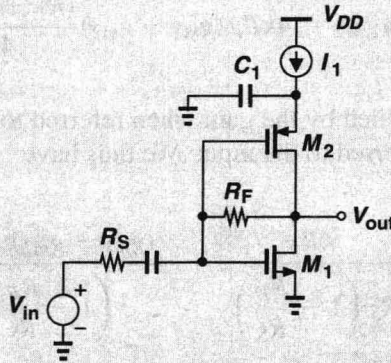 V_DD
C_1
I_1
M_2
R_F
V_out
R_S
M_1
V_in
+
−